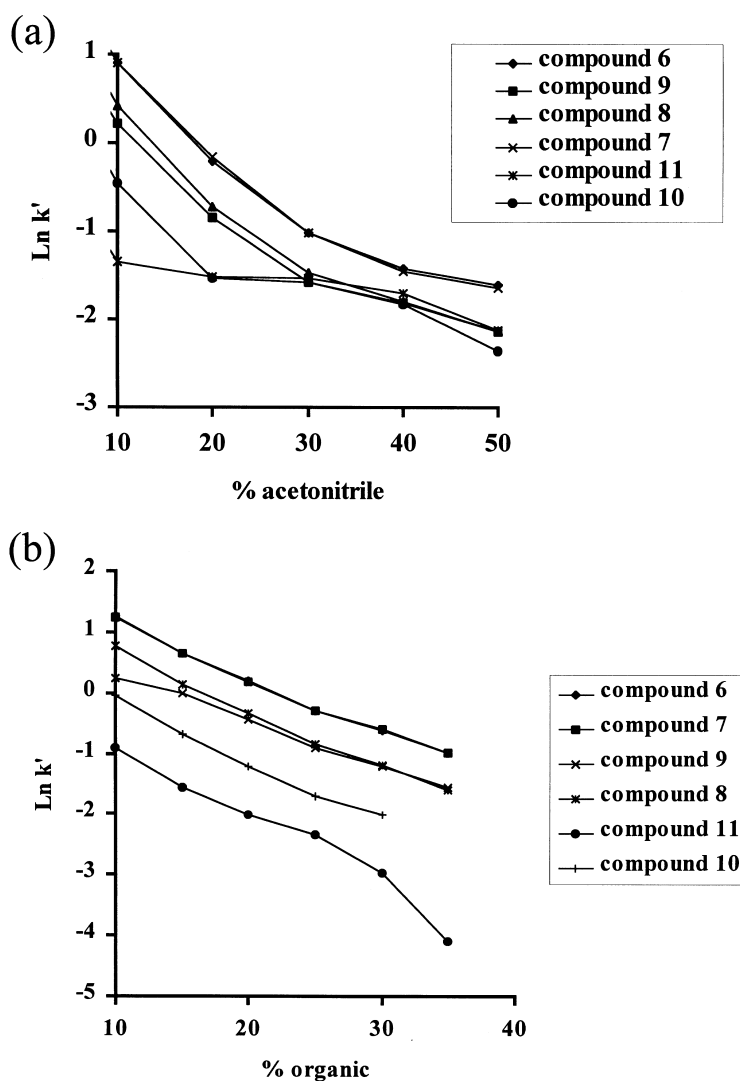 (a)
1
0
-1
-2
-3
Ln k'
10 20 30 40 50
% acetonitrile
compound 6
compound 9
compound 8
compound 7
compound 11
compound 10
(b)
2
1
0
-1
-2
-3
-4
-5
Ln k'
10 20 30 40
% organic
compound 6
compound 7
compound 9
compound 8
compound 11
compound 10